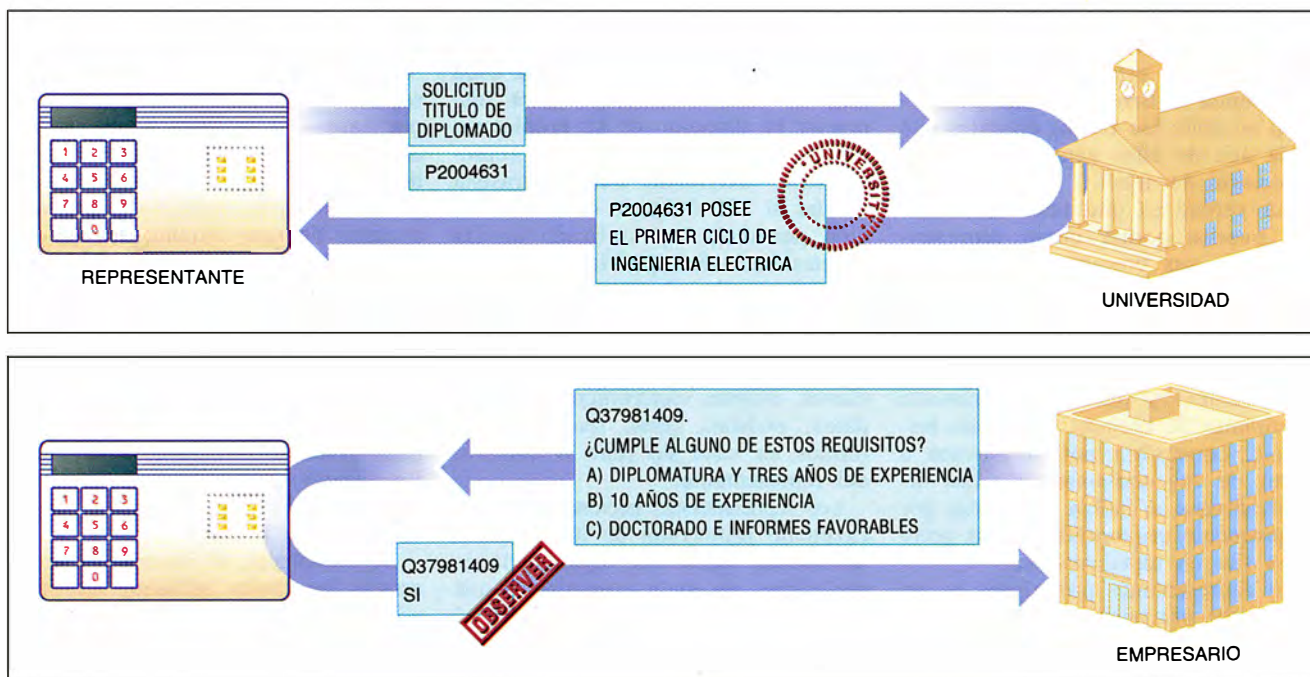 SOLICITUD
TITULO DE
DIPLOMADO
P2004631
1 2 3
4 5 6
7 8 9
0
REPRESENTANTE
UNIVERSITY
P2004631 POSEE
EL PRIMER CICLO DE
INGENIERIA ELECTRICA
UNIVERSIDAD
Q37981409.
¿CUMPLE ALGUNO DE ESTOS REQUISITOS?
A) DIPLOMATURA Y TRES AÑOS DE EXPERIENCIA
B) 10 AÑOS DE EXPERIENCIA
C) DOCTORADO E INFORMES FAVORABLES
1 2 3
4 5 6
7 8 9
0
Q37981409
SI
OBSERVER
EMPRESARIO